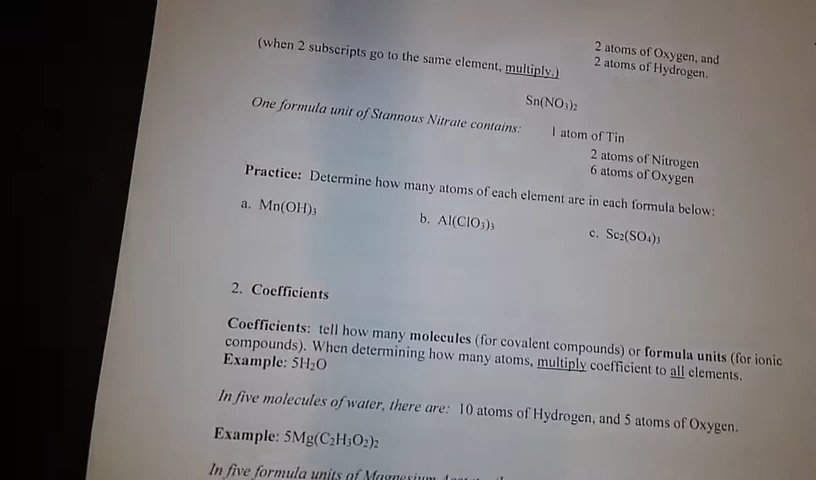 2 atoms of Oxygen, and
(when 2 subscripts go to the same element, multiply.) 2 atoms of Hydrogen.
Sn(NO₃)₂
One formula unit of Stannous Nitrate contains: 1 atom of Tin
2 atoms of Nitrogen
6 atoms of Oxygen
Practice: Determine how many atoms of each element are in each formula below:
a. Mn(OH)₃ b. Al(ClO₃)₃ c. Sc₂(SO₄)₃
2. Coefficients
Coefficients: tell how many molecules (for covalent compounds) or formula units (for ionic
compounds). When determining how many atoms, multiply coefficient to all elements.
Example: 5H₂O
In five molecules of water, there are: 10 atoms of Hydrogen, and 5 atoms of Oxygen.
Example: 5Mg(C₂H₃O₂)₂
In five formula units of Magnesium